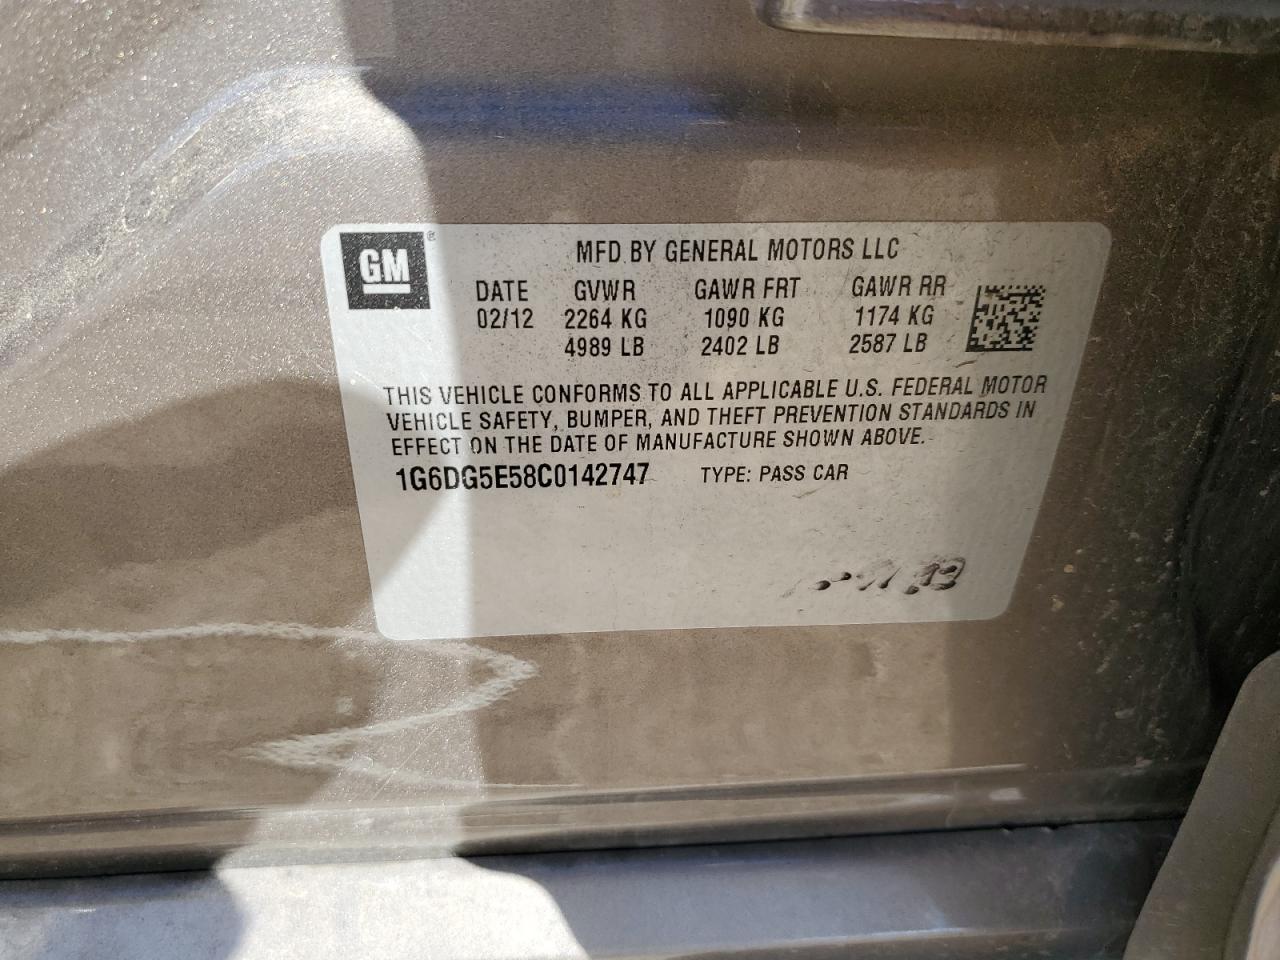 GM®
MFD BY GENERAL MOTORS LLC
DATE GVWR GAWR FRT GAWR RR
02/12 2264 KG 1090 KG 1174 KG
4989 LB 2402 LB 2587 LB
THIS VEHICLE CONFORMS TO ALL APPLICABLE U.S. FEDERAL MOTOR
VEHICLE SAFETY, BUMPER, AND THEFT PREVENTION STANDARDS IN
EFFECT ON THE DATE OF MANUFACTURE SHOWN ABOVE.
1G6DG5E58C0142747 TYPE: PASS CAR